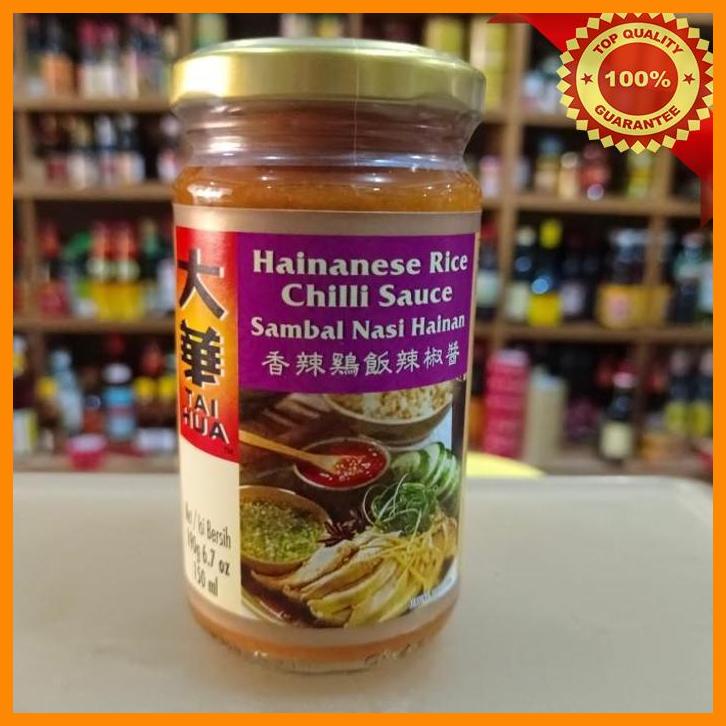 TOP QUALITY
100%
GUARANTEE
大華
TAI
HUA
Hainanese Rice
Chilli Sauce
Sambal Nasi Hainan
香辣鷄飯辣椒醬
Net / Isi Bersih
190g 6.7 oz
150 ml